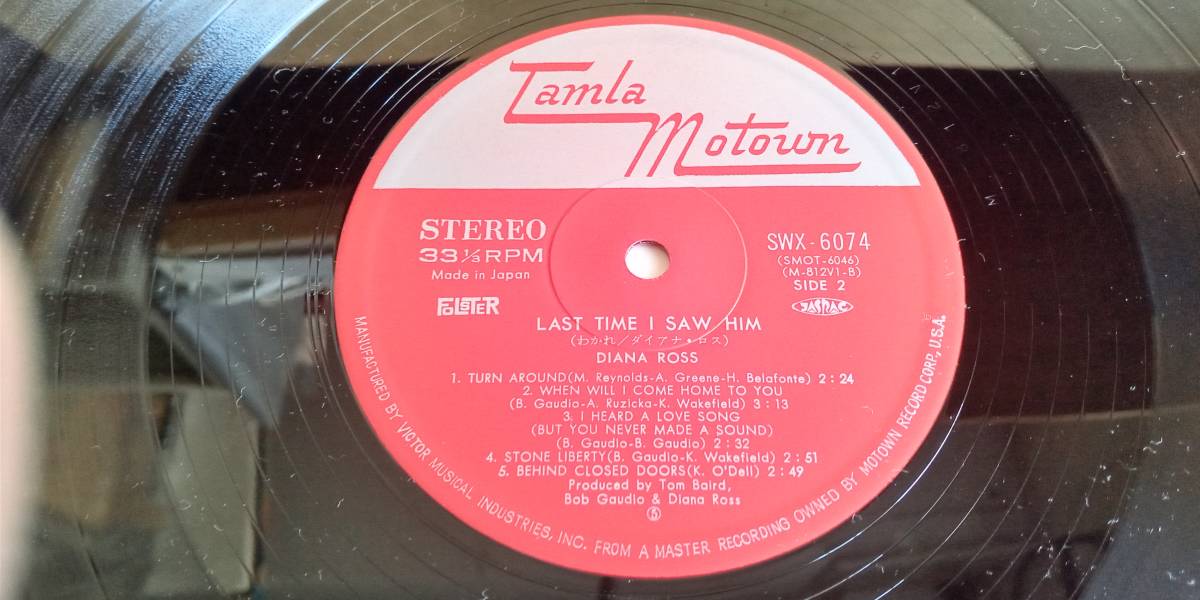 Tamla
Motown
STEREO
33⅓RPM
Made in Japan
FOLSTER
SWX-6074
(SMOT-6046)
(M-812V1-B)
SIDE 2
JASRAC
LAST TIME I SAW HIM
(わかれ/ダイアナ・ロス)
DIANA ROSS
1. TURN AROUND(M. Reynolds-A. Greene-H. Belafonte) 2:24
2. WHEN WILL I COME HOME TO YOU
(B. Gaudio-A. Ruzicka-K. Wakefield) 3:13
3. I HEARD A LOVE SONG
(BUT YOU NEVER MADE A SOUND)
(B. Gaudio-B. Gaudio) 2:32
4. STONE LIBERTY(B. Gaudio-K. Wakefield) 2:51
5. BEHIND CLOSED DOORS(K. O'Dell) 2:49
Produced by Tom Baird,
Bob Gaudio & Diana Ross
MANUFACTURED BY VICTOR MUSICAL INDUSTRIES, INC. FROM A MASTER RECORDING OWNED BY MOTOWN RECORD CORP., U.S.A.